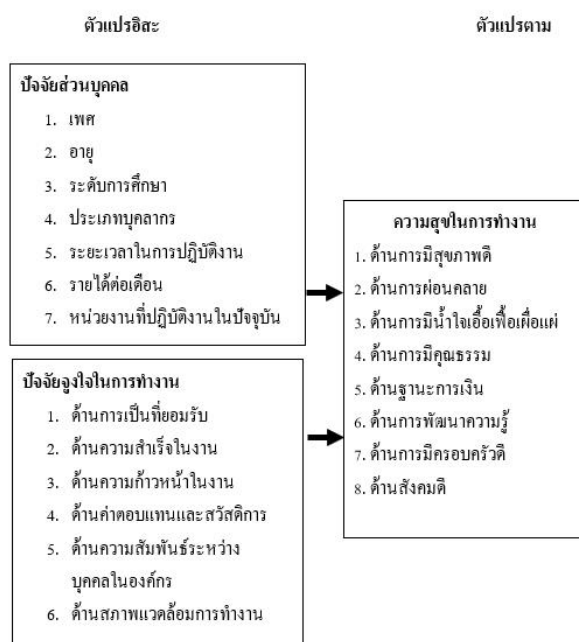 ตัวแปรอิสะ
ตัวแปรตาม
ปัจจัยส่วนบุคคล
1. เพศ
2. อายุ
3. ระดับการศึกษา
4. ประเภทบุคลากร
5. ระยะเวลาในการปฏิบัติงาน
6. รายได้ต่อเดือน
7. หน่วยงานที่ปฏิบัติงานในปัจจุบัน
ปัจจัยจูงใจในการทำงาน
1. ด้านการเป็นที่ยอมรับ
2. ด้านความสำเร็จในงาน
3. ด้านความก้าวหน้าในงาน
4. ด้านค่าตอบแทนและสวัสดิการ
5. ด้านความสัมพันธ์ระหว่าง
บุคคลในองค์กร
6. ด้านสภาพแวดล้อมการทำงาน
ความสุขในการทำงาน
1. ด้านการมีสุขภาพดี
2. ด้านการผ่อนคลาย
3. ด้านการมีน้ำใจเอื้อเฟื้อเผื่อแผ่
4. ด้านการมีคุณธรรม
5. ด้านฐานะการเงิน
6. ด้านการพัฒนาความรู้
7. ด้านการมีครอบครัวดี
8. ด้านสังคมดี